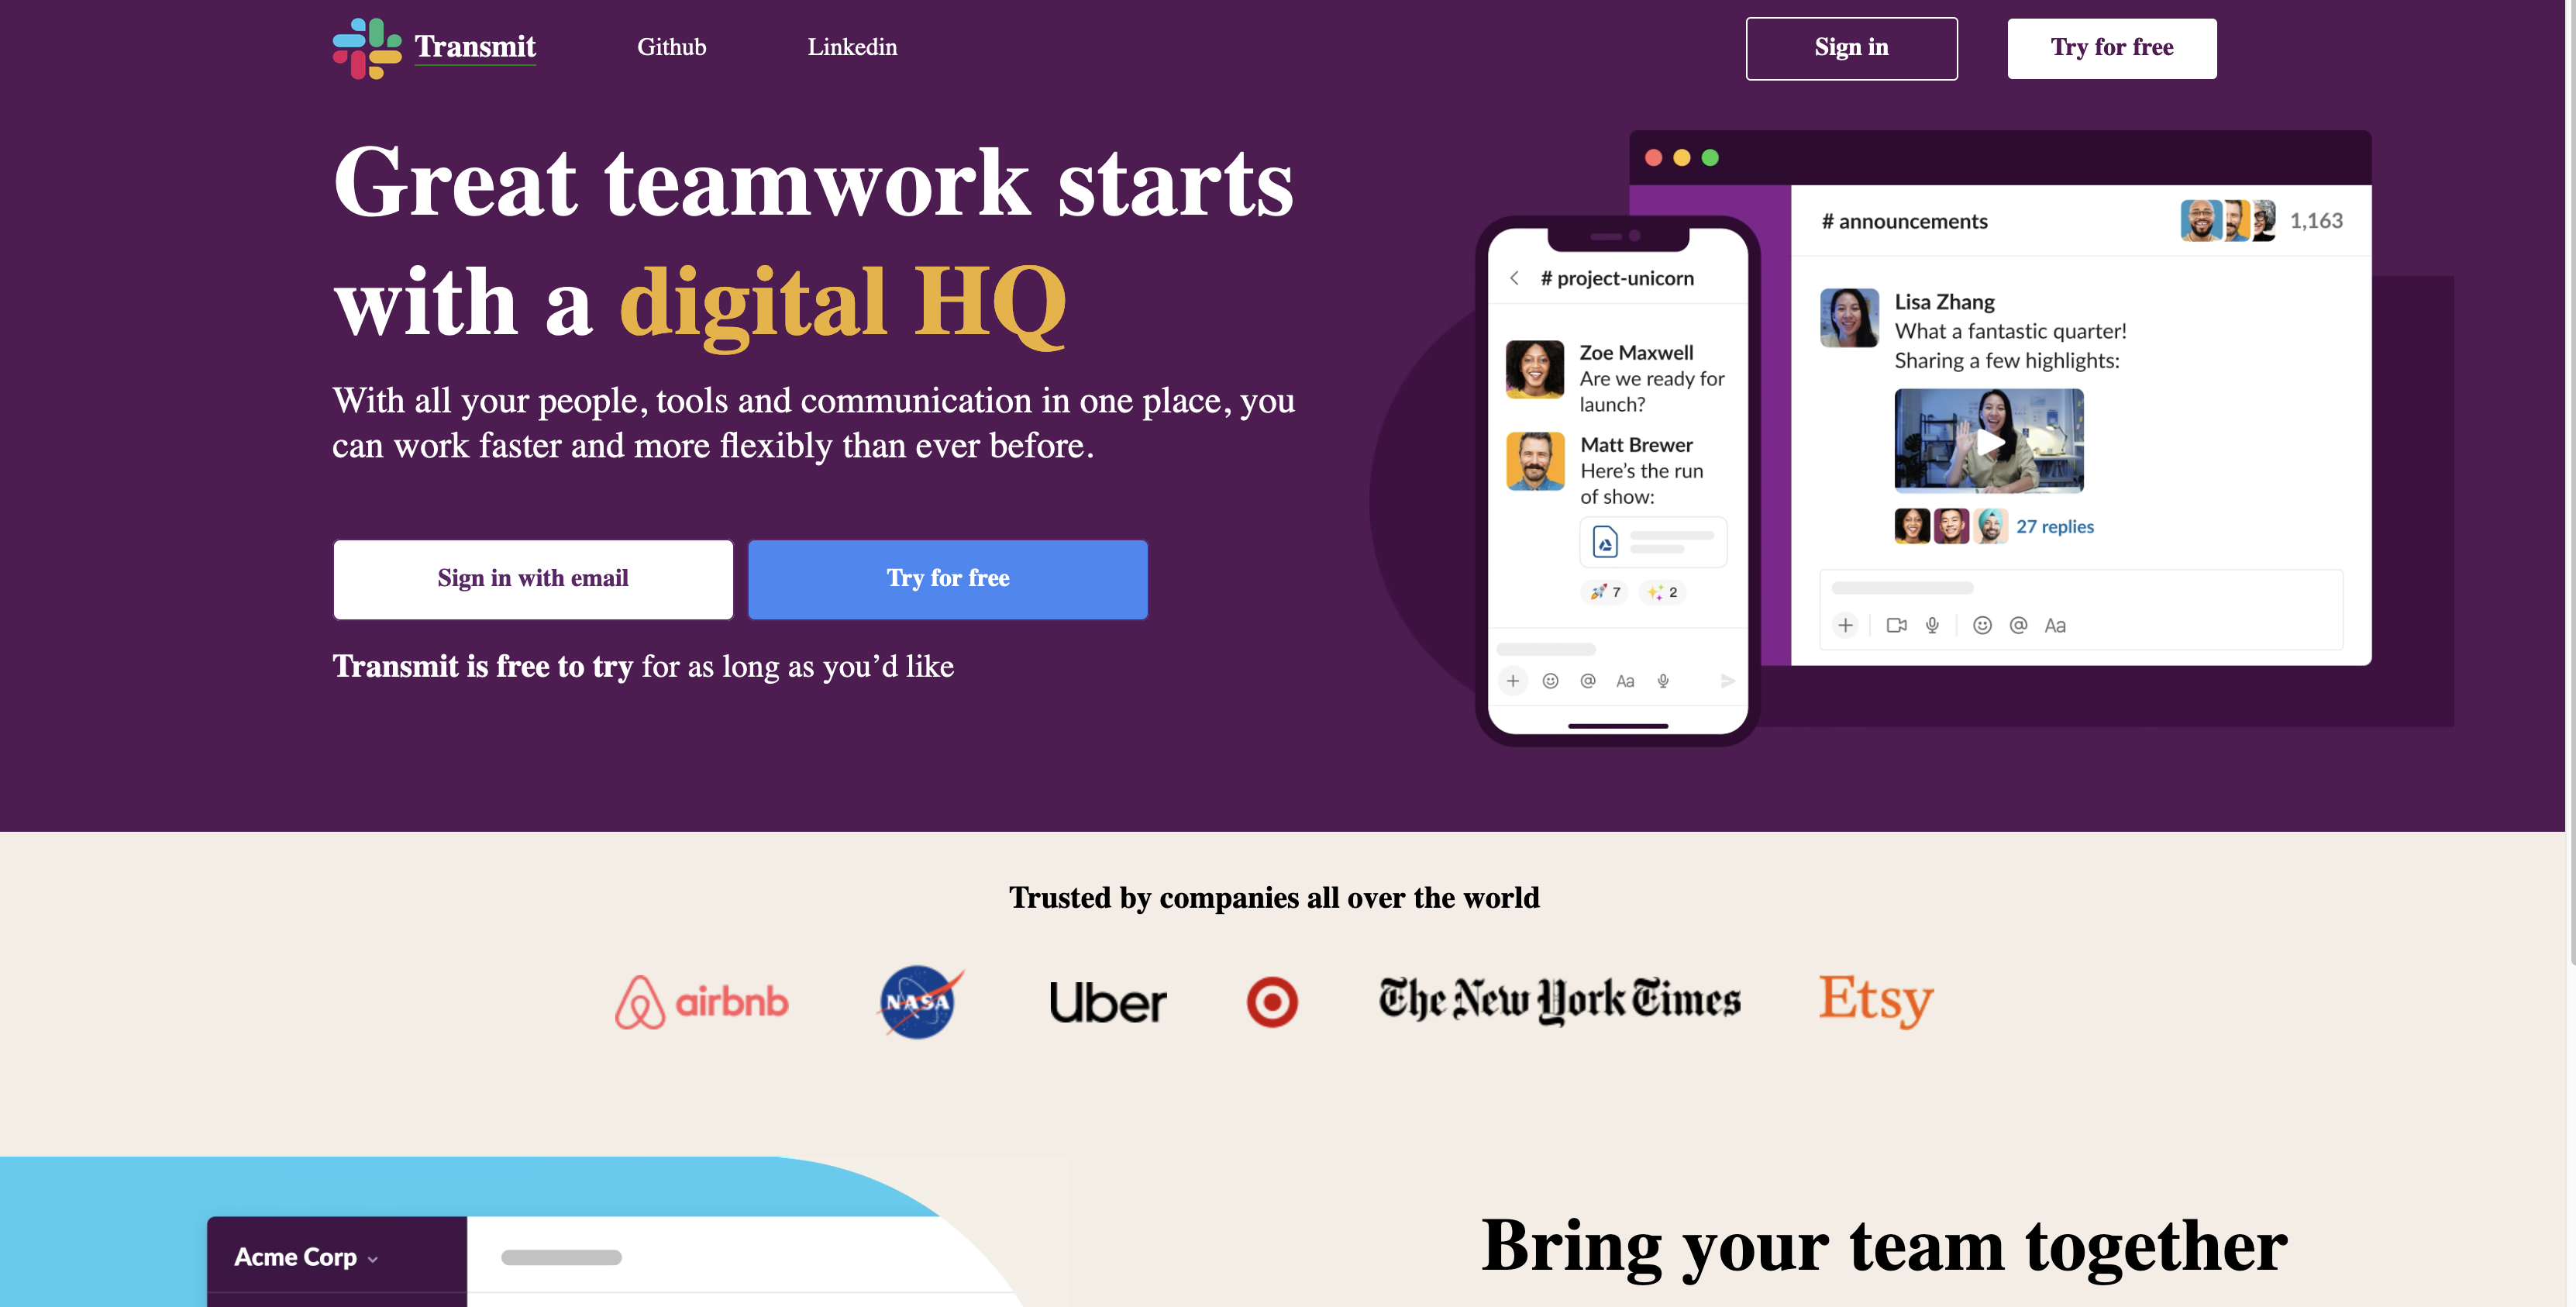 Transmit
Github
Linkedin
Sign in
Try for free
Great teamwork starts
with a digital HQ
With all your people, tools and communication in one place, you
can work faster and more flexibly than ever before.
Sign in with email
Try for free
Transmit is free to try for as long as you’d like
# project-unicorn
Zoe Maxwell
Are we ready for
launch?
Matt Brewer
Here’s the run
of show:
7
2
@
Aa
# announcements
1,163
Lisa Zhang
What a fantastic quarter!
Sharing a few highlights:
27 replies
@
Aa
Trusted by companies all over the world
airbnb
NASA
Uber
The New York Times
Etsy
Acme Corp
Bring your team together